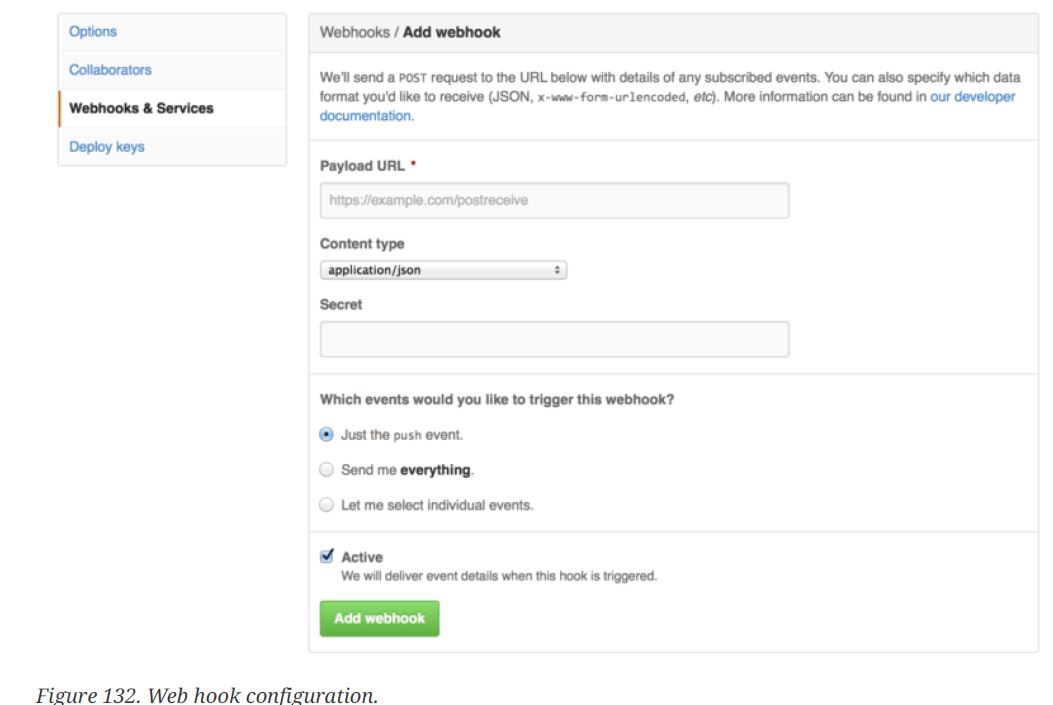 Options
Collaborators
Webhooks & Services
Deploy keys
Webhooks / Add webhook
We'll send a POST request to the URL below with details of any subscribed events. You can also specify which data
format you'd like to receive (JSON, x-www-form-urlencoded, etc). More information can be found in our developer
documentation.
Payload URL *
https://example.com/postreceive
Content type
application/json
Secret
Which events would you like to trigger this webhook?
Just the push event.
Send me everything.
Let me select individual events.
Active
We will deliver event details when this hook is triggered.
Add webhook
Figure 132. Web hook configuration.